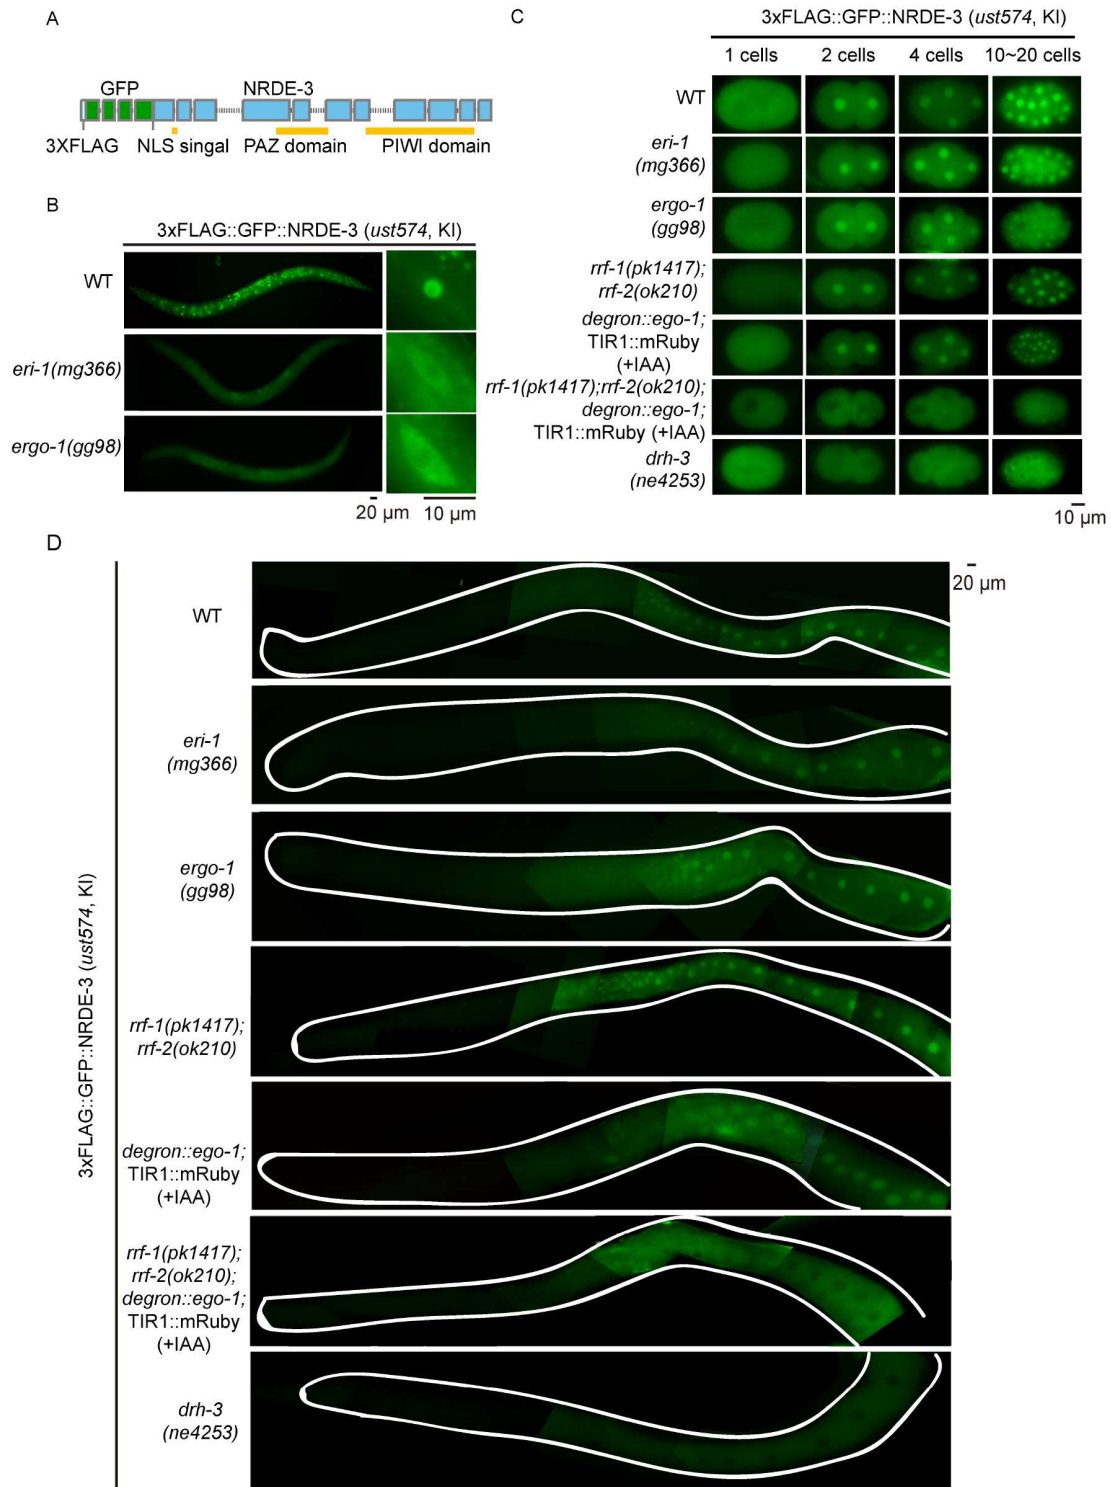 A
GFP
NRDE-3
3XFLAG
NLS singal
PAZ domain
PIWI domain
B
3xFLAG::GFP::NRDE-3 (ust574, KI)
WT
eri-1(mg366)
ergo-1(gg98)
20 µm
10 µm
C
3xFLAG::GFP::NRDE-3 (ust574, KI)
1 cells
2 cells
4 cells
10~20 cells
WT
eri-1
(mg366)
ergo-1
(gg98)
rrf-1(pk1417);
rrf-2(ok210)
degron::ego-1;
TIR1::mRuby
(+IAA)
rrf-1(pk1417);rrf-2(ok210);
degron::ego-1;
TIR1::mRuby (+IAA)
drh-3
(ne4253)
10 µm
D
3xFLAG::GFP::NRDE-3 (ust574, KI)
20 µm
WT
eri-1
(mg366)
ergo-1
(gg98)
rrf-1(pk1417);
rrf-2(ok210)
degron::ego-1;
TIR1::mRuby
(+IAA)
rrf-1(pk1417);
rrf-2(ok210);
degron::ego-1;
TIR1::mRuby
(+IAA)
drh-3
(ne4253)